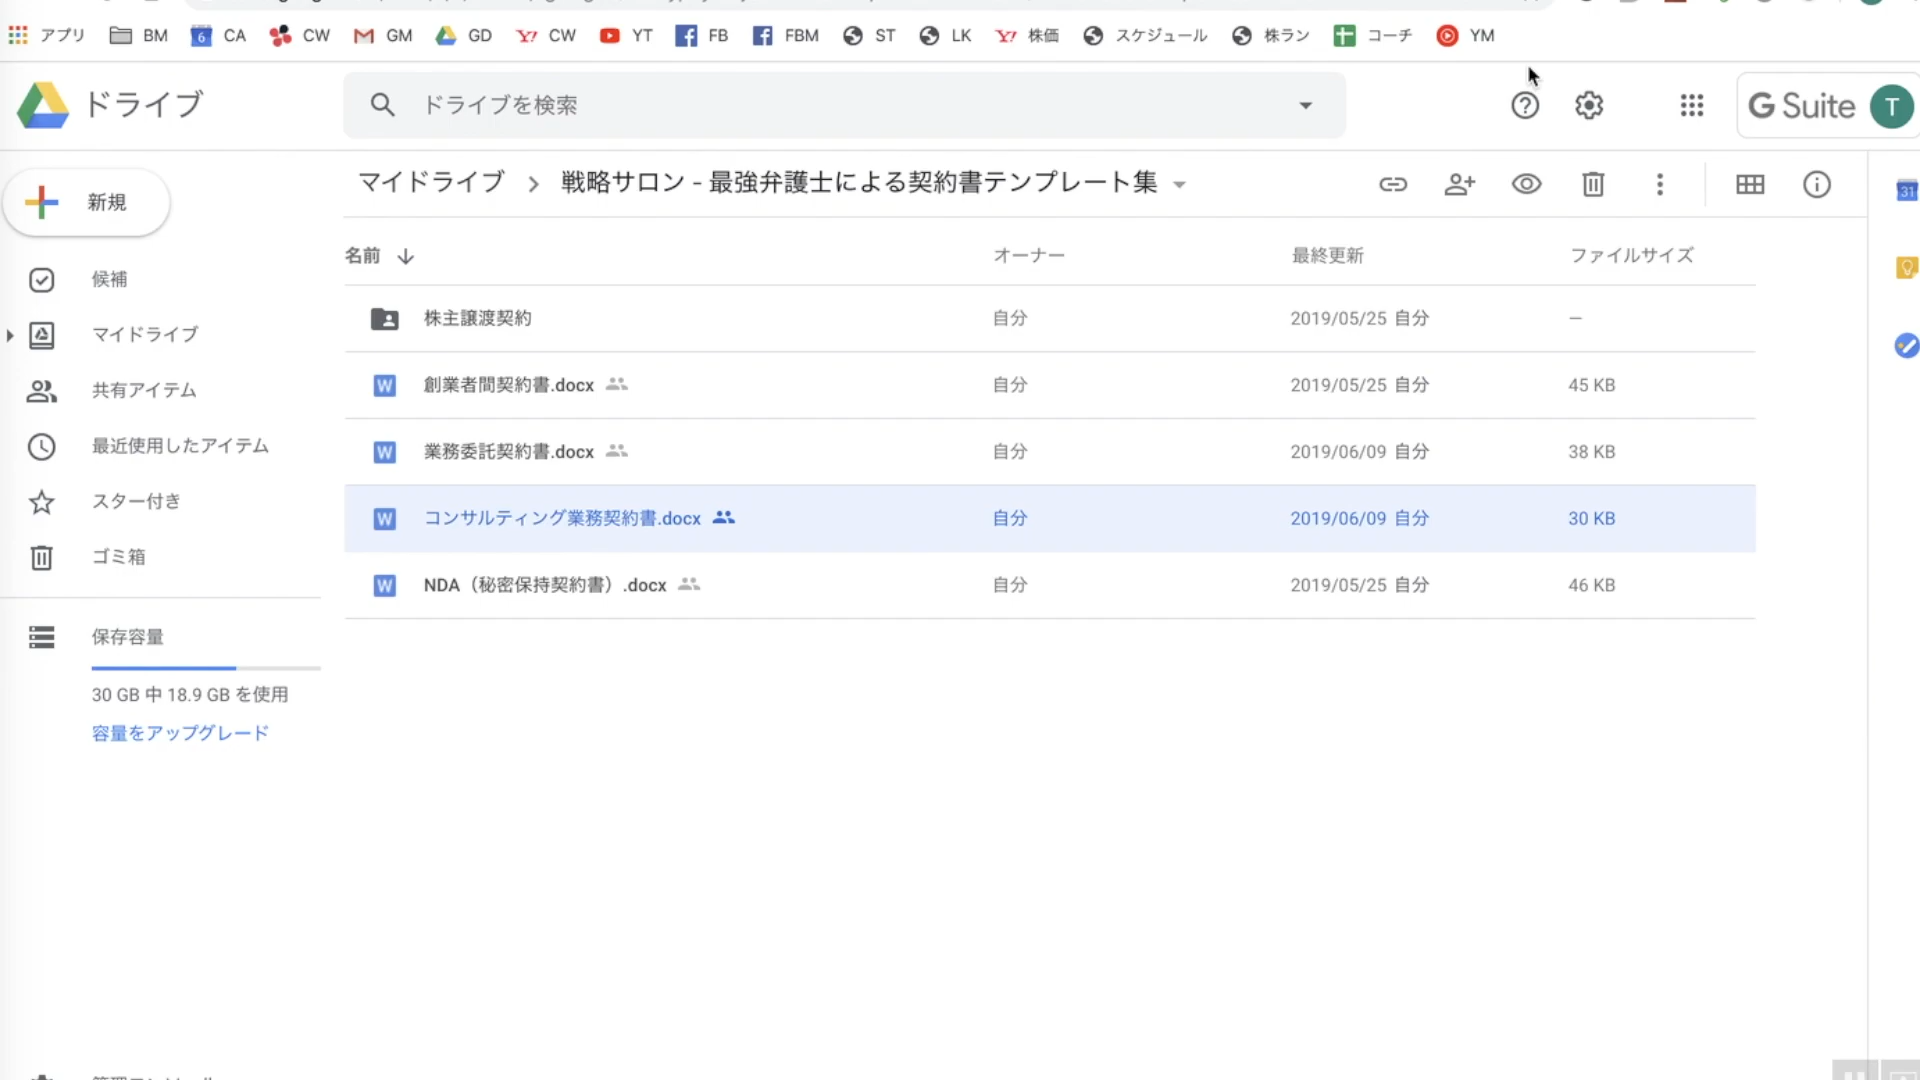 アプリ BM CA CW GM GD CW YT FB FBM ST LK 株価 スケジュール 株ラン コーチ YM
ドライブ ドライブを検索 G Suite T
新規
マイドライブ 戦略サロン - 最強弁護士による契約書テンプレート集
名前 オーナー 最終更新 ファイルサイズ
候補
マイドライブ
共有アイテム
最近使用したアイテム
スター付き
ゴミ箱
保存容量
30 GB 中 18.9 GB を使用
容量をアップグレード
株主譲渡契約 自分 2019/05/25 自分 –
創業者間契約書.docx 自分 2019/05/25 自分 45 KB
業務委託契約書.docx 自分 2019/06/09 自分 38 KB
コンサルティング業務契約書.docx 自分 2019/06/09 自分 30 KB
NDA（秘密保持契約書）.docx 自分 2019/05/25 自分 46 KB
31